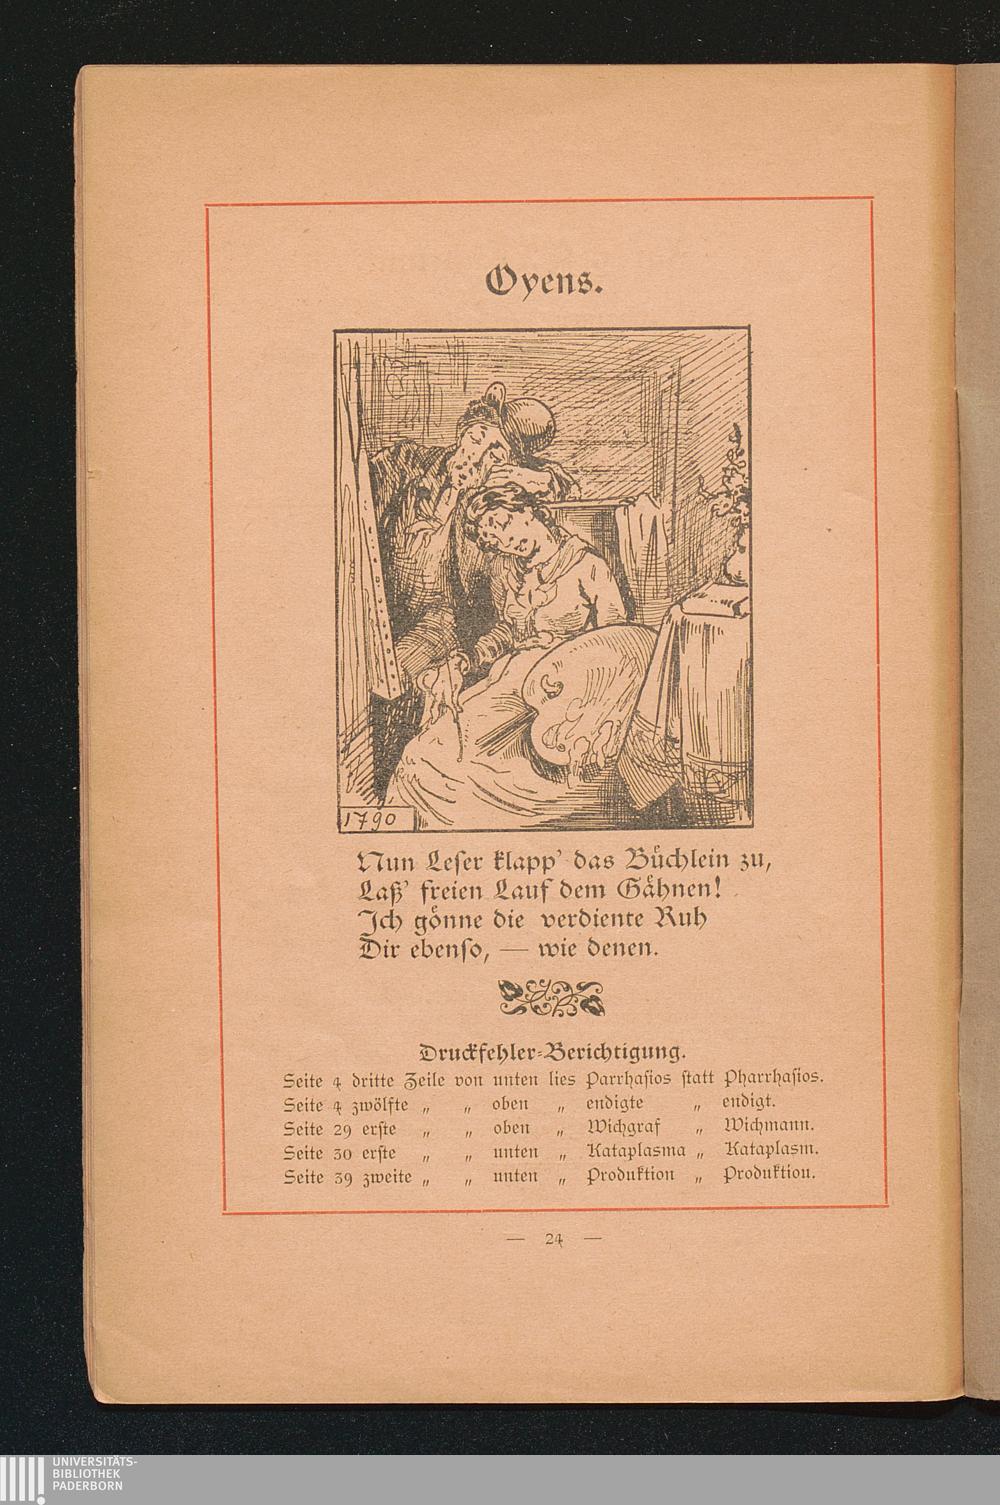 Oyens.
1790
Nun Leser klapp' das Büchlein zu,
Laß' freien Lauf dem Gähnen!
Ich gönne die verdiente Ruh
Dir ebenso, — wie denen.
Druckfehler-Berichtigung.
Seite 4 dritte Zeile von unten lies Parrhasios statt Pharrhasios.
Seite 4 zwölfte „ „ oben „ endigte „ endigt.
Seite 29 erste „ „ oben „ Wichgraf „ Wichmann.
Seite 30 erste „ „ unten „ Kataplasma „ Kataplasm.
Seite 39 zweite „ „ unten „ Produktion „ Produktiou.
— 24 —
UNIVERSITÄTS-
BIBLIOTHEK
PADERBORN